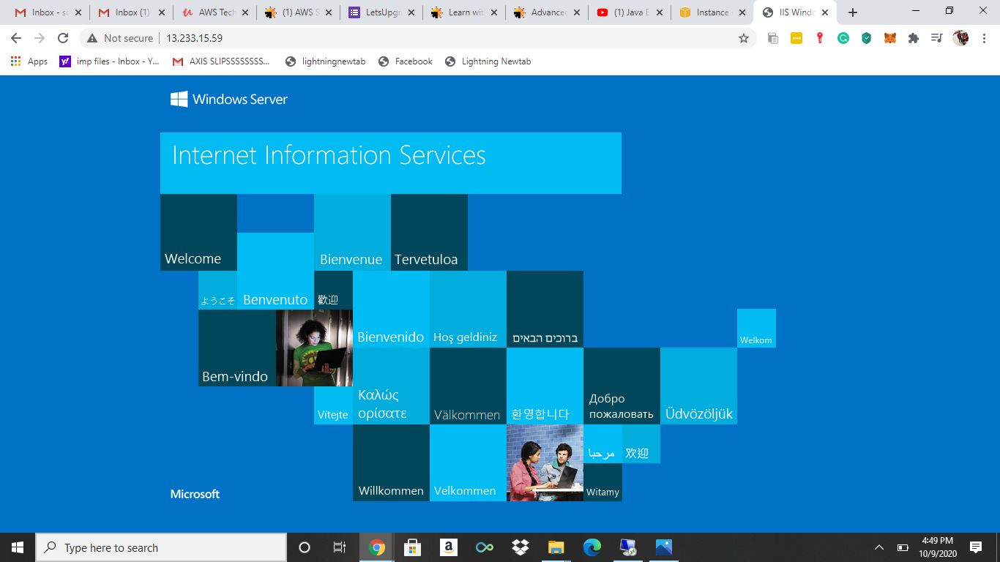 Inbox - sc
Inbox (1)
AWS Tech
(1) AWS S
LetsUpgr
Learn wit
Advanced
(1) Java E
Instance
IIS Windo
Not secure
13.233.15.59
Apps
imp files - Inbox - Y...
AXIS SLIPSSSSSSSS...
lightningnewtab
Facebook
Lightning Newtab
Windows Server
Internet Information Services
Welcome
Bienvenue
Tervetuloa
ようこそ
Benvenuto
歡迎
Bienvenido
Hoş geldiniz
ברוכים הבאים
Welkom
Bem-vindo
Vítejte
Καλώς
ορίσατε
Välkommen
환영합니다
Добро
пожаловать
Üdvözöljük
Willkommen
Velkommen
مرحبا
欢迎
Witamy
Microsoft
Type here to search
4:49 PM
10/9/2020